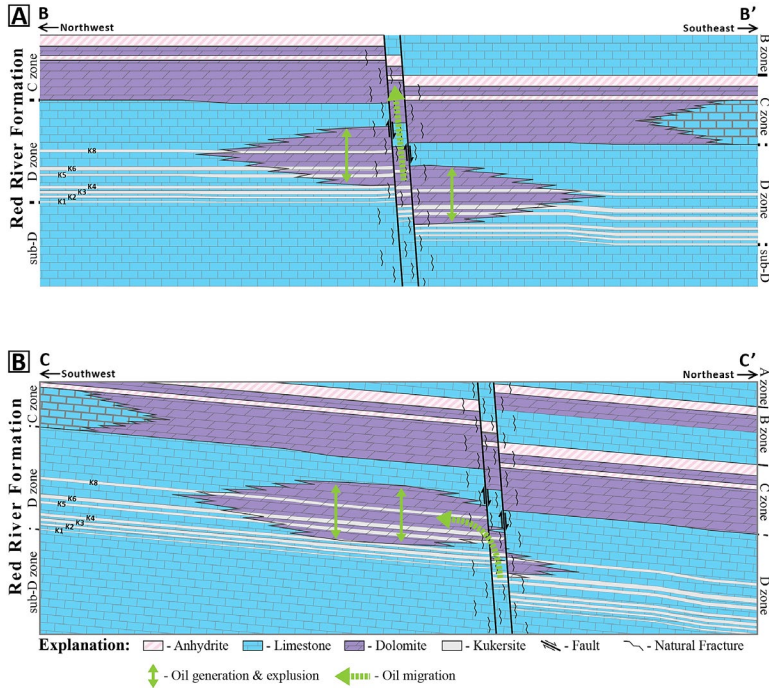 A
B
B’
Northwest
Southeast
Red River Formation
C zone
D zone
sub-D
K8
K6
K5
K4
K3
K2
K1
B zone
C zone
D zone
sub-D
B
C
C’
Southwest
Northeast
Red River Formation
C zone
D zone
sub-D zone
K8
K6
K5
K4
K3
K2
K1
A zone
B zone
C zone
D zone
Explanation: - Anhydrite - Limestone - Dolomite - Kukersite - Fault - Natural Fracture
- Oil generation & explusion - Oil migration